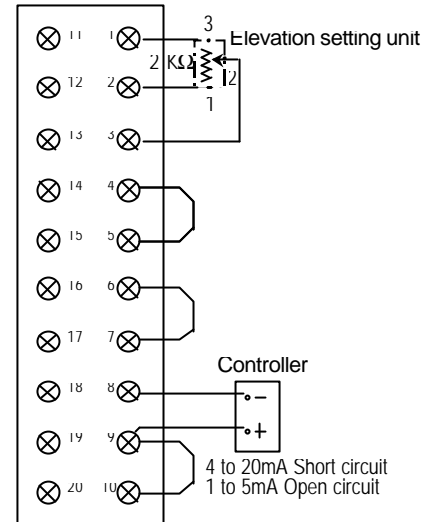 11 1 3 Elevation setting unit
2 KΩ
12 2 2
1
13 3
14 4
15 5
16 6
17 7
Controller
18 8 −
19 9 +
4 to 20mA Short circuit
1 to 5mA Open circuit
20 10